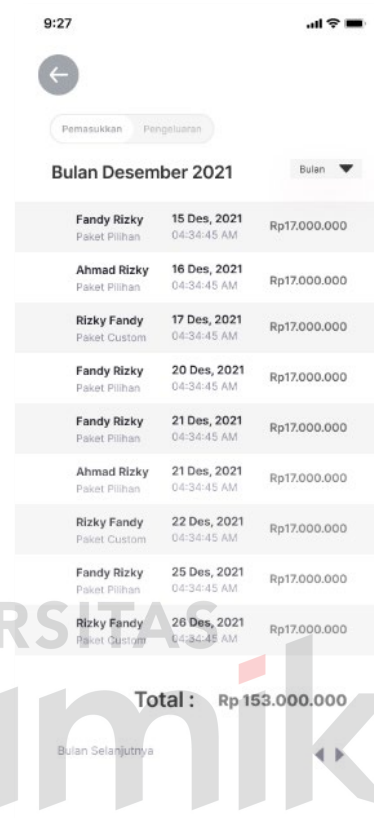 9:27
Pemasukkan Pengeluaran
Bulan Desember 2021 Bulan
Fandy Rizky 15 Des, 2021 Rp17.000.000
Paket Pilihan 04:34:45 AM
Ahmad Rizky 16 Des, 2021 Rp17.000.000
Paket Pilihan 04:34:45 AM
Rizky Fandy 17 Des, 2021 Rp17.000.000
Paket Custom 04:34:45 AM
Fandy Rizky 20 Des, 2021 Rp17.000.000
Paket Pilihan 04:34:45 AM
Fandy Rizky 21 Des, 2021 Rp17.000.000
Paket Pilihan 04:34:45 AM
Ahmad Rizky 21 Des, 2021 Rp17.000.000
Paket Pilihan 04:34:45 AM
Rizky Fandy 22 Des, 2021 Rp17.000.000
Paket Custom 04:34:45 AM
Fandy Rizky 25 Des, 2021 Rp17.000.000
Paket Pilihan 04:34:45 AM
Rizky Fandy 26 Des, 2021 Rp17.000.000
Paket Custom 04:34:45 AM
RSITAS
Total : Rp 153.000.000
Bulan Selanjutnya